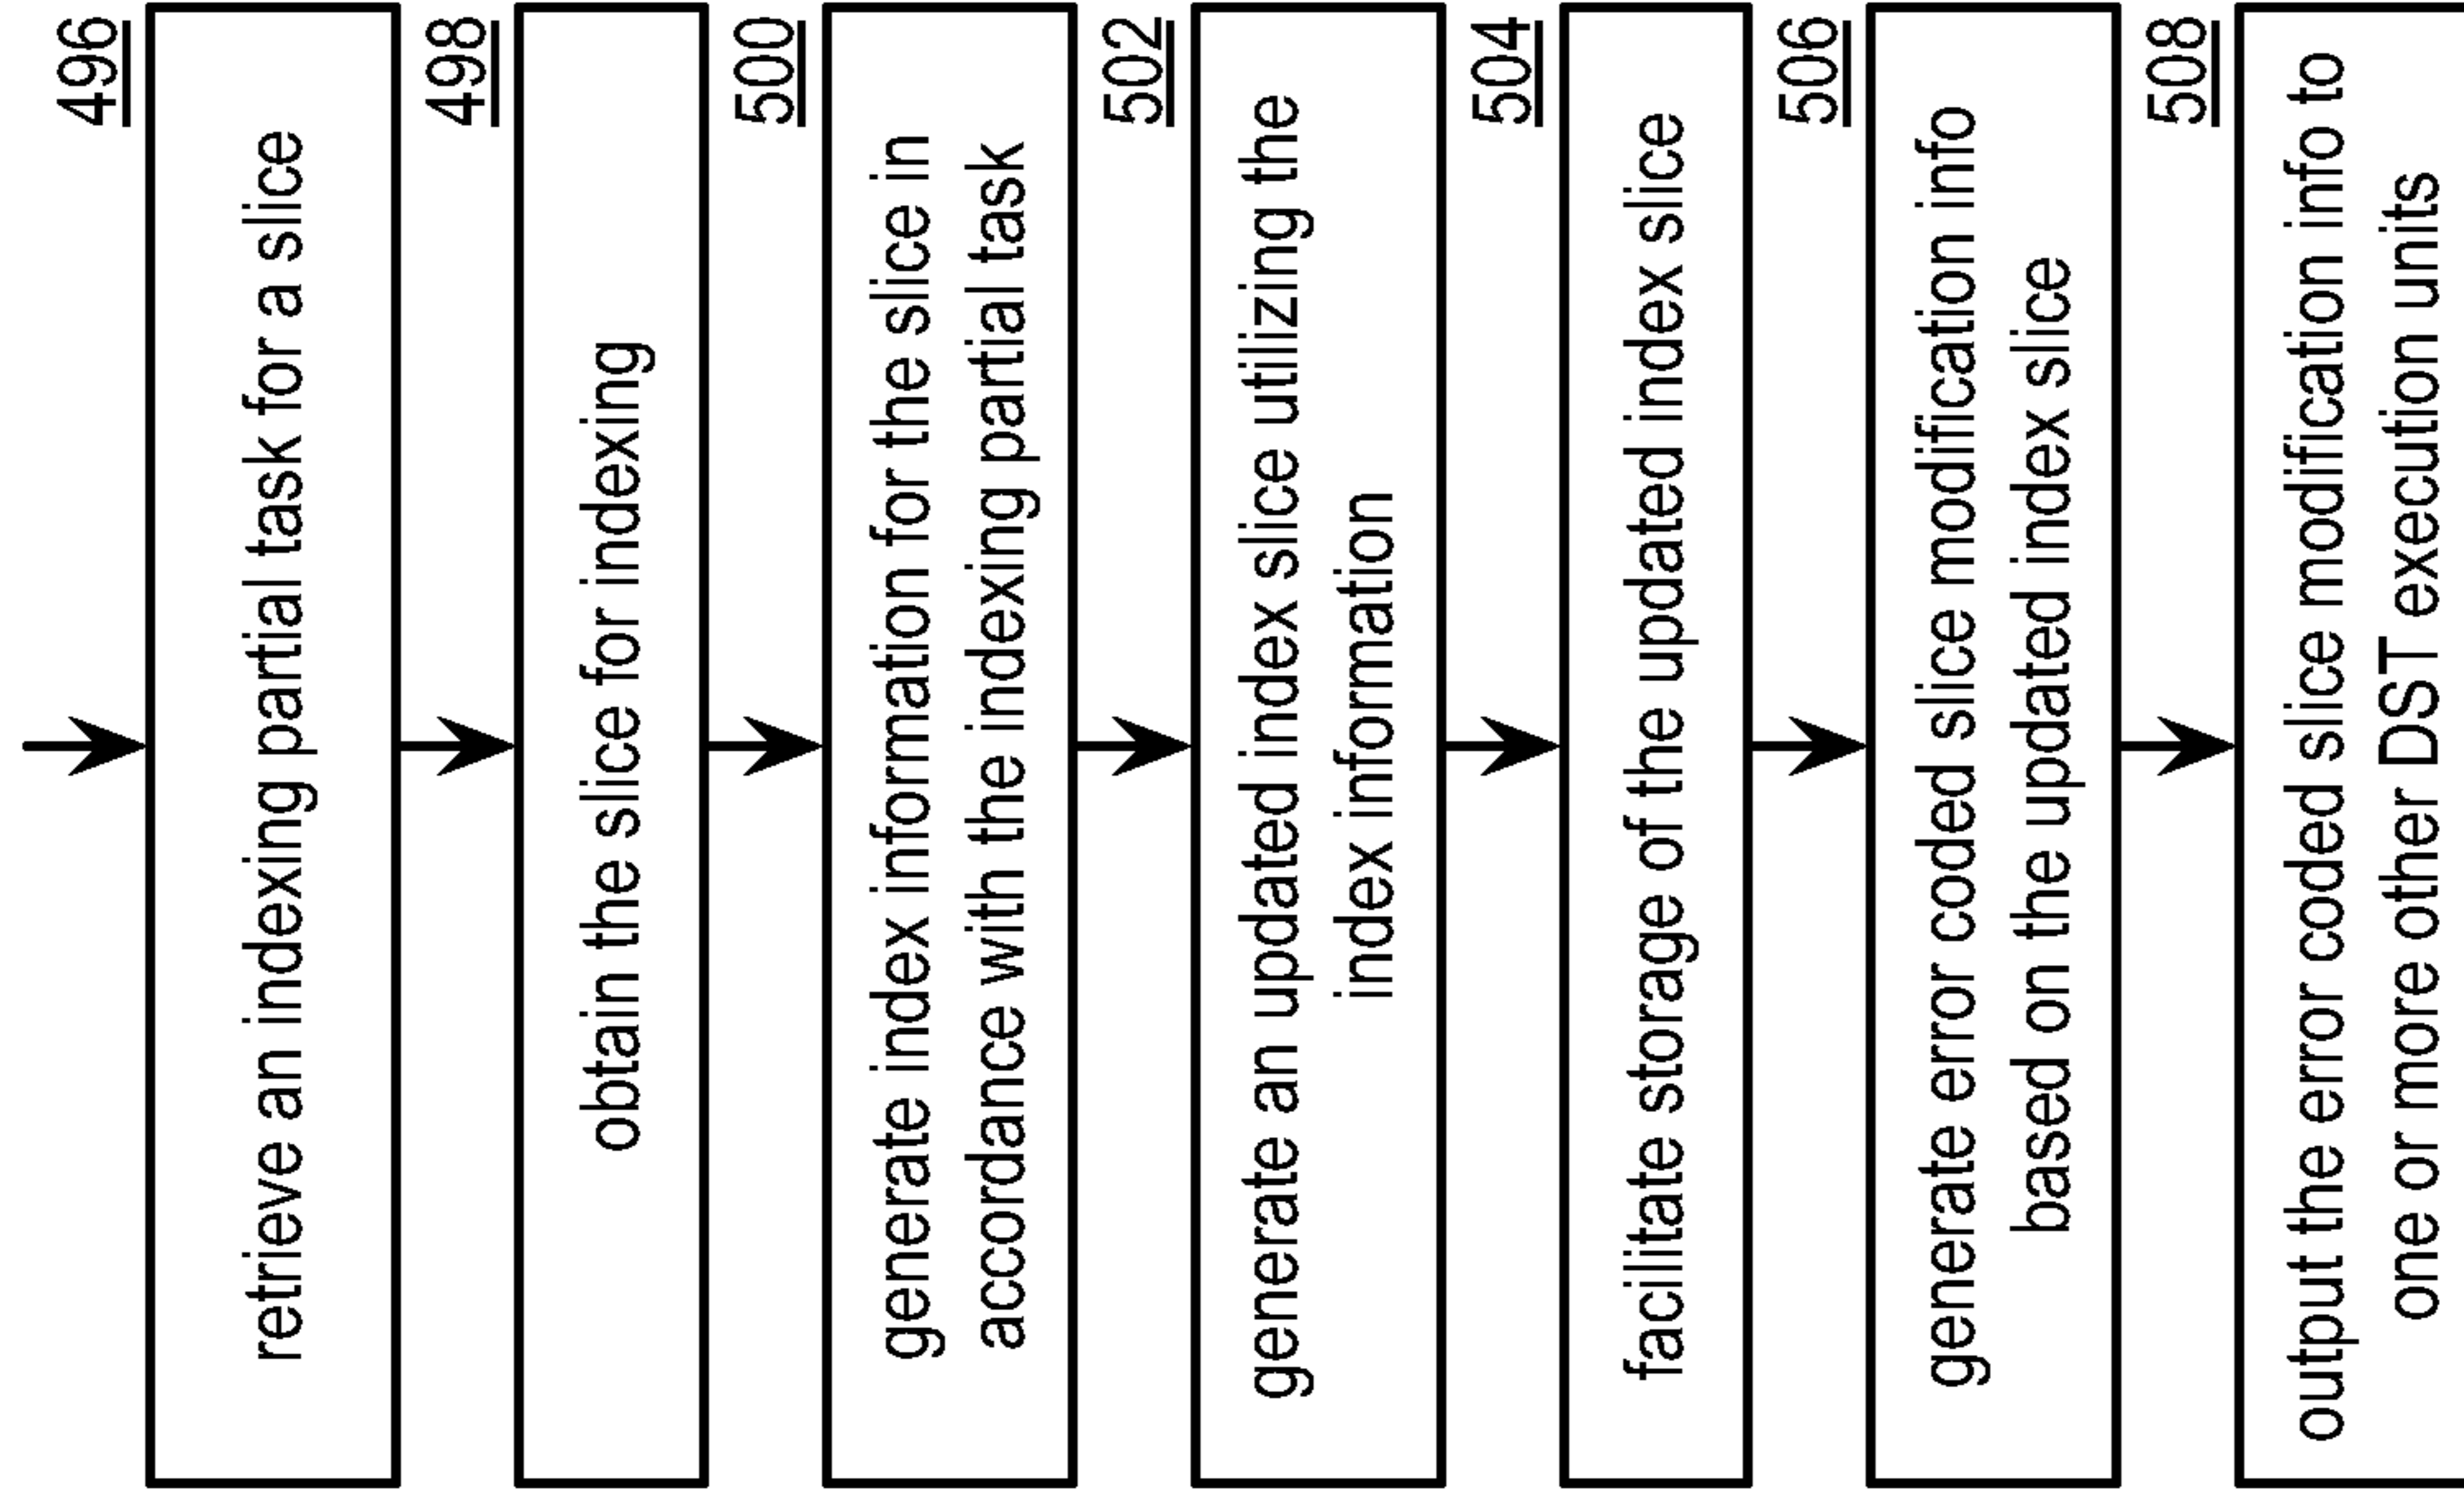 496
retrieve an indexing partial task for a slice
498
obtain the slice for indexing
500
generate index information for the slice in
accordance with the indexing partial task
502
generate an updated index slice utilizing the
index information
504
facilitate storage of the updated index slice
506
generate error coded slice modification info
based on the updated index slice
508
output the error coded slice modification info to
one or more other DST execution units